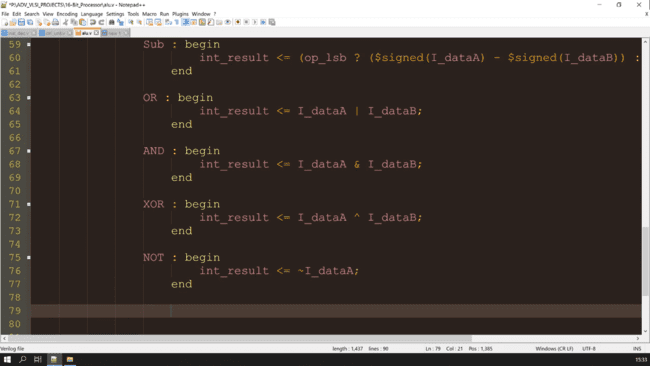 *F:\ADV_VLSI_PROJECTS\16-Bit_Processor\alu.v - Notepad++
File Edit Search View Encoding Language Settings Tools Macro Run Plugins Window ?
alu.v
59 Sub : begin
60 int_result <= (op_lsb ? ($signed(I_dataA) - $signed(I_dataB)) :
61 end
62
63 OR : begin
64 int_result <= I_dataA | I_dataB;
65 end
66
67 AND : begin
68 int_result <= I_dataA & I_dataB;
69 end
70
71 XOR : begin
72 int_result <= I_dataA ^ I_dataB;
73 end
74
75 NOT : begin
76 int_result <= ~I_dataA;
77 end
78
79
80
Verilog file length : 1,437 lines : 90 Ln : 79 Col : 21 Pos : 1,385 Windows (CR LF) UTF-8 INS
15:33